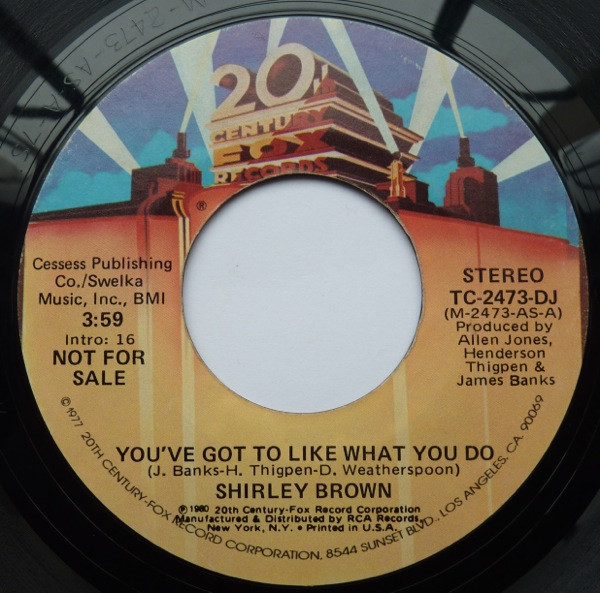 M-2473-AS-A
20th
CENTURY
FOX
RECORDS
®
Cessess Publishing
Co./Swelka
Music, Inc., BMI
3:59
Intro: 16
NOT FOR
SALE
STEREO
TC-2473-DJ
(M-2473-AS-A)
Produced by
Allen Jones,
Henderson
Thigpen &
James Banks
YOU'VE GOT TO LIKE WHAT YOU DO
(J. Banks-H. Thigpen-D. Weatherspoon)
SHIRLEY BROWN
℗ 1980 20th Century-Fox Record Corporation
Manufactured & Distributed by RCA Records,
New York, N.Y. • Printed in U.S.A.
© 1977 20TH CENTURY-FOX RECORD CORPORATION, 8544 SUNSET BLVD., LOS ANGELES, CA. 90069